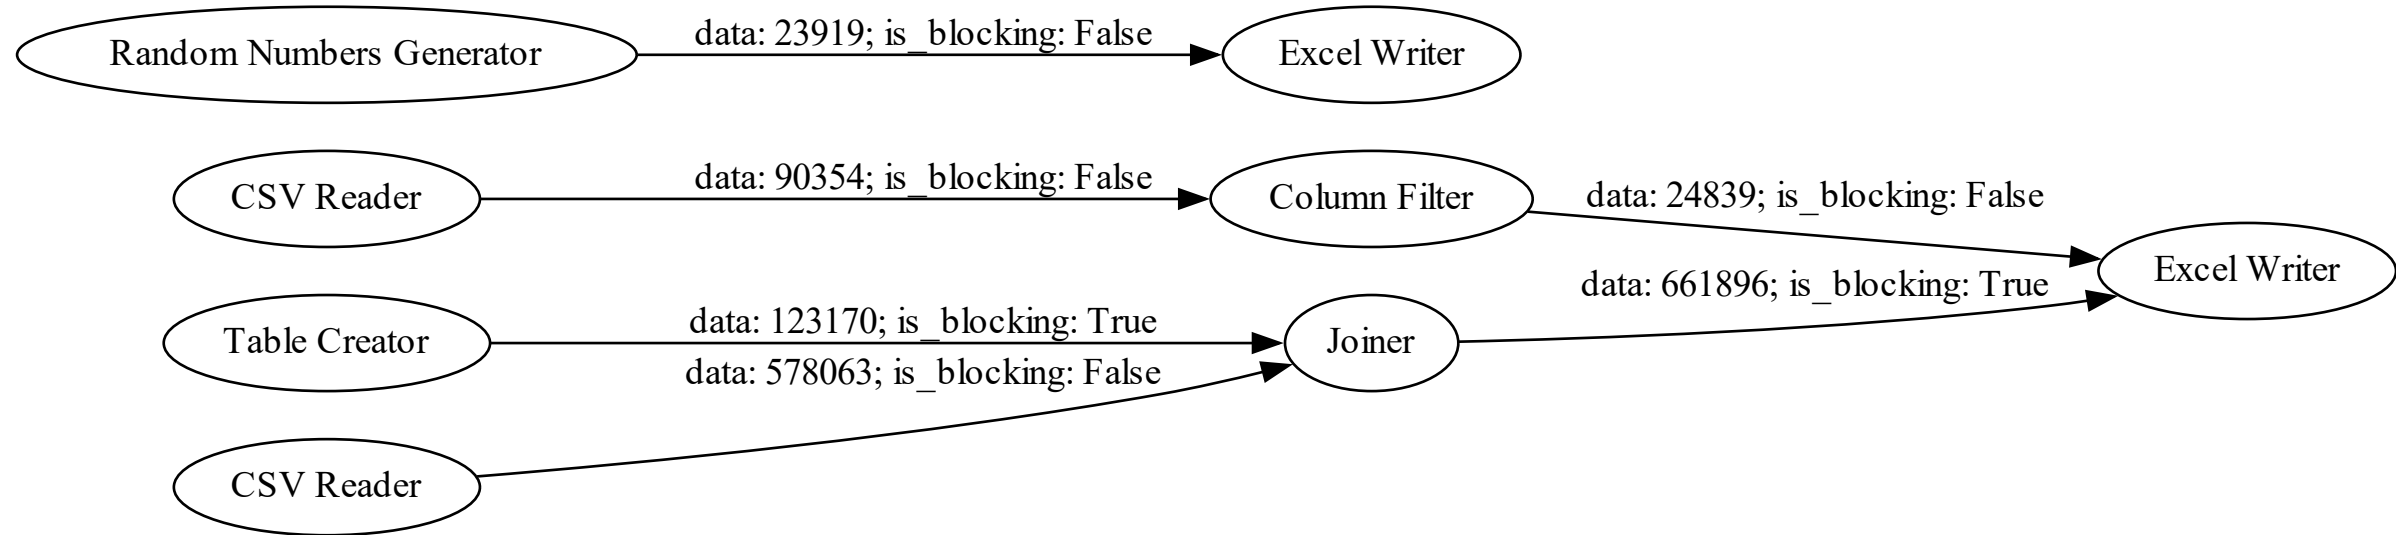 Random Numbers Generator
data: 23919; is_blocking: False
Excel Writer
CSV Reader
data: 90354; is_blocking: False
Column Filter
data: 24839; is_blocking: False
Excel Writer
Table Creator
data: 123170; is_blocking: True
data: 578063; is_blocking: False
Joiner
data: 661896; is_blocking: True
CSV Reader